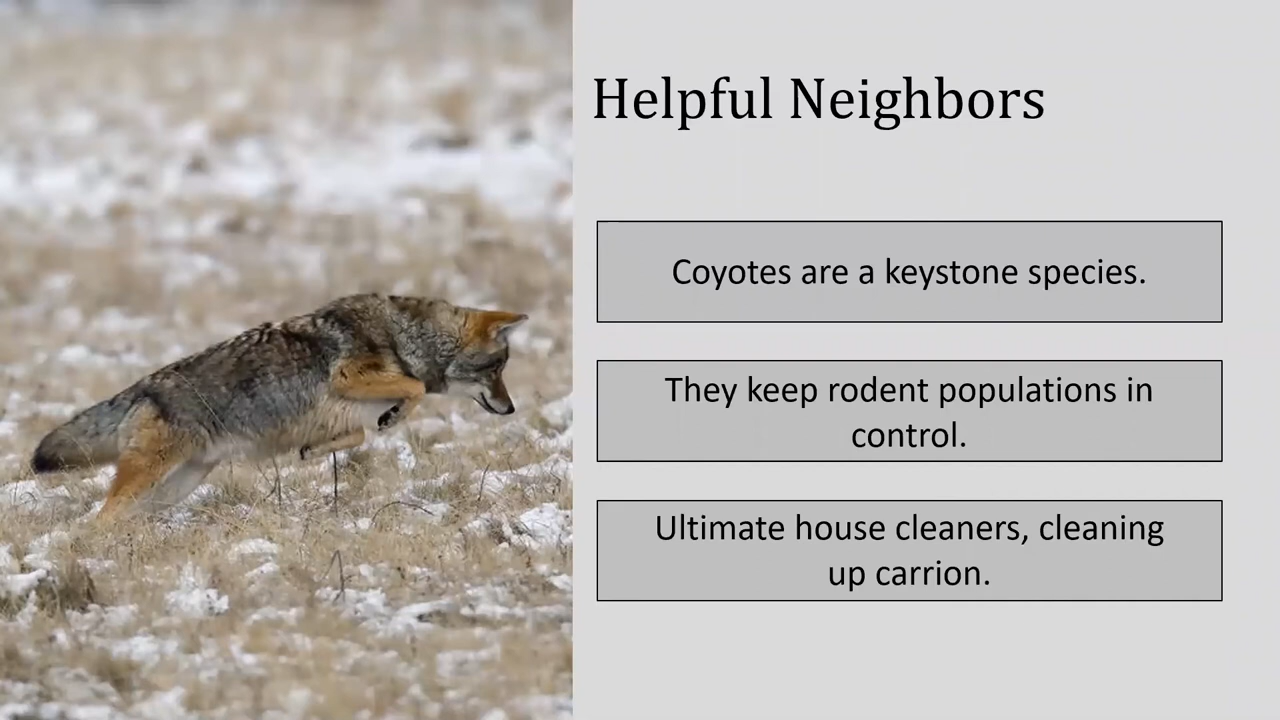 Helpful Neighbors
Coyotes are a keystone species.
They keep rodent populations in
control.
Ultimate house cleaners, cleaning
up carrion.